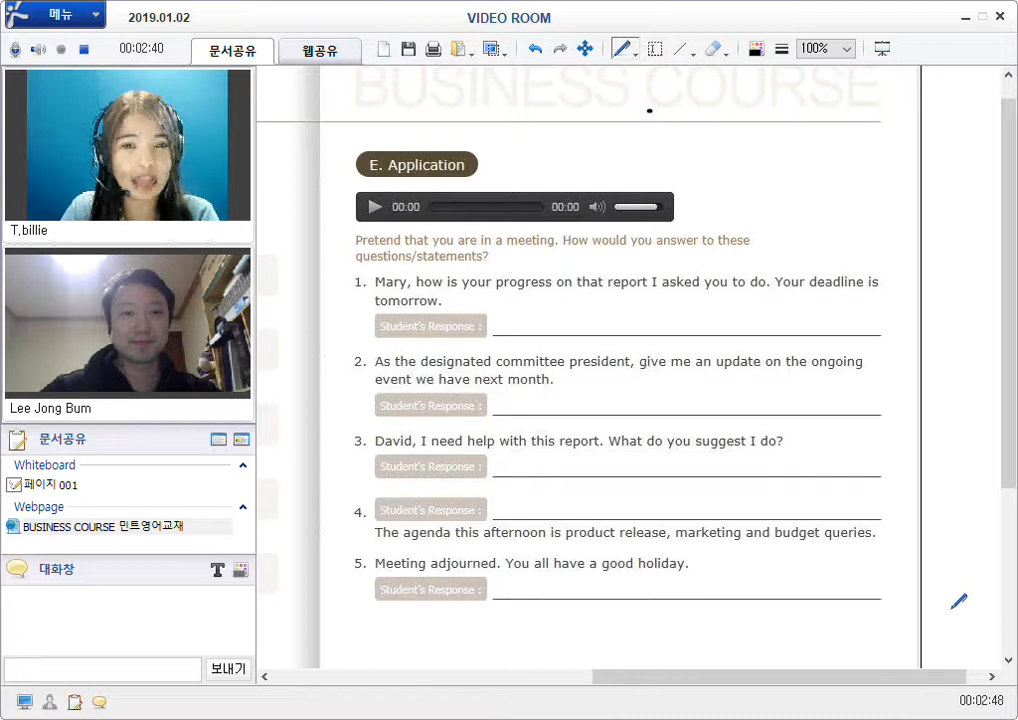 메뉴
2019.01.02
VIDEO ROOM
00:02:40
문서공유
웹공유
100%
BUSINESS COURSE
T.billie
Lee Jong Bum
문서공유
Whiteboard
페이지 001
Webpage
BUSINESS COURSE 민트영어교재
대화창
보내기
E. Application
00:00
00:00
Pretend that you are in a meeting. How would you answer to these
questions/statements?
1. Mary, how is your progress on that report I asked you to do. Your deadline is
tomorrow.
Student's Response :
2. As the designated committee president, give me an update on the ongoing
event we have next month.
Student's Response :
3. David, I need help with this report. What do you suggest I do?
Student's Response :
4. Student's Response :
The agenda this afternoon is product release, marketing and budget queries.
5. Meeting adjourned. You all have a good holiday.
Student's Response :
00:02:48